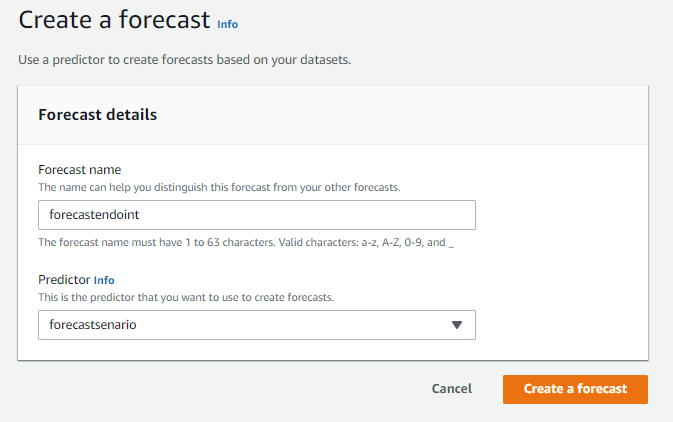 Create a forecast Info
Use a predictor to create forecasts based on your datasets.
Forecast details
Forecast name
The name can help you distinguish this forecast from your other forecasts.
forecastendoint
The forecast name must have 1 to 63 characters. Valid characters: a-z, A-Z, 0-9, and _
Predictor Info
This is the predictor that you want to use to create forecasts.
forecastsenario
Cancel Create a forecast